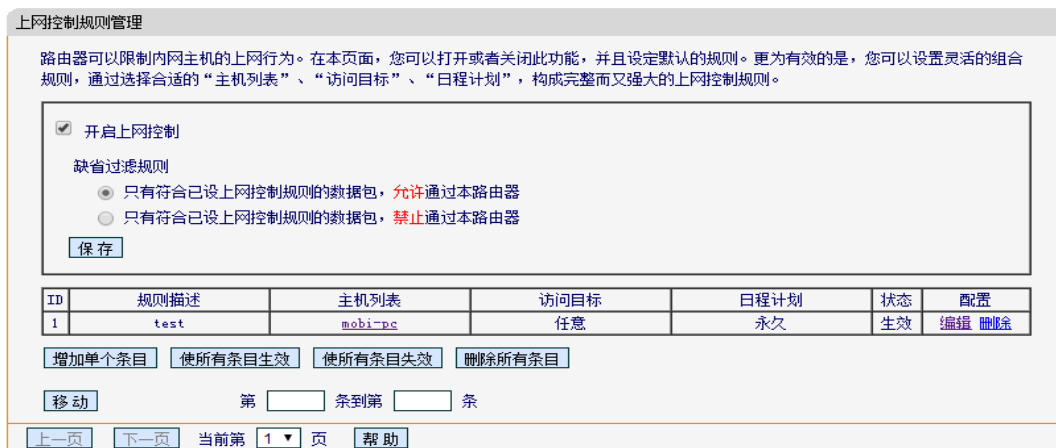 上网控制规则管理
路由器可以限制内网主机的上网行为。在本页面，您可以打开或者关闭此功能，并且设定默认的规则。更为有效的是，您可以设置灵活的组合
规则，通过选择合适的“主机列表”、“访问目标”、“日程计划”，构成完整而又强大的上网控制规则。
开启上网控制
缺省过滤规则
只有符合已设上网控制规则的数据包，允许通过本路由器
只有符合已设上网控制规则的数据包，禁止通过本路由器
保存
ID 规则描述 主机列表 访问目标 日程计划 状态 配置
1 test mobi-pc 任意 永久 生效 编辑 删除
增加单个条目 使所有条目生效 使所有条目失效 删除所有条目
移动 第 条到第 条
上一页 下一页 当前第 1 页 帮助